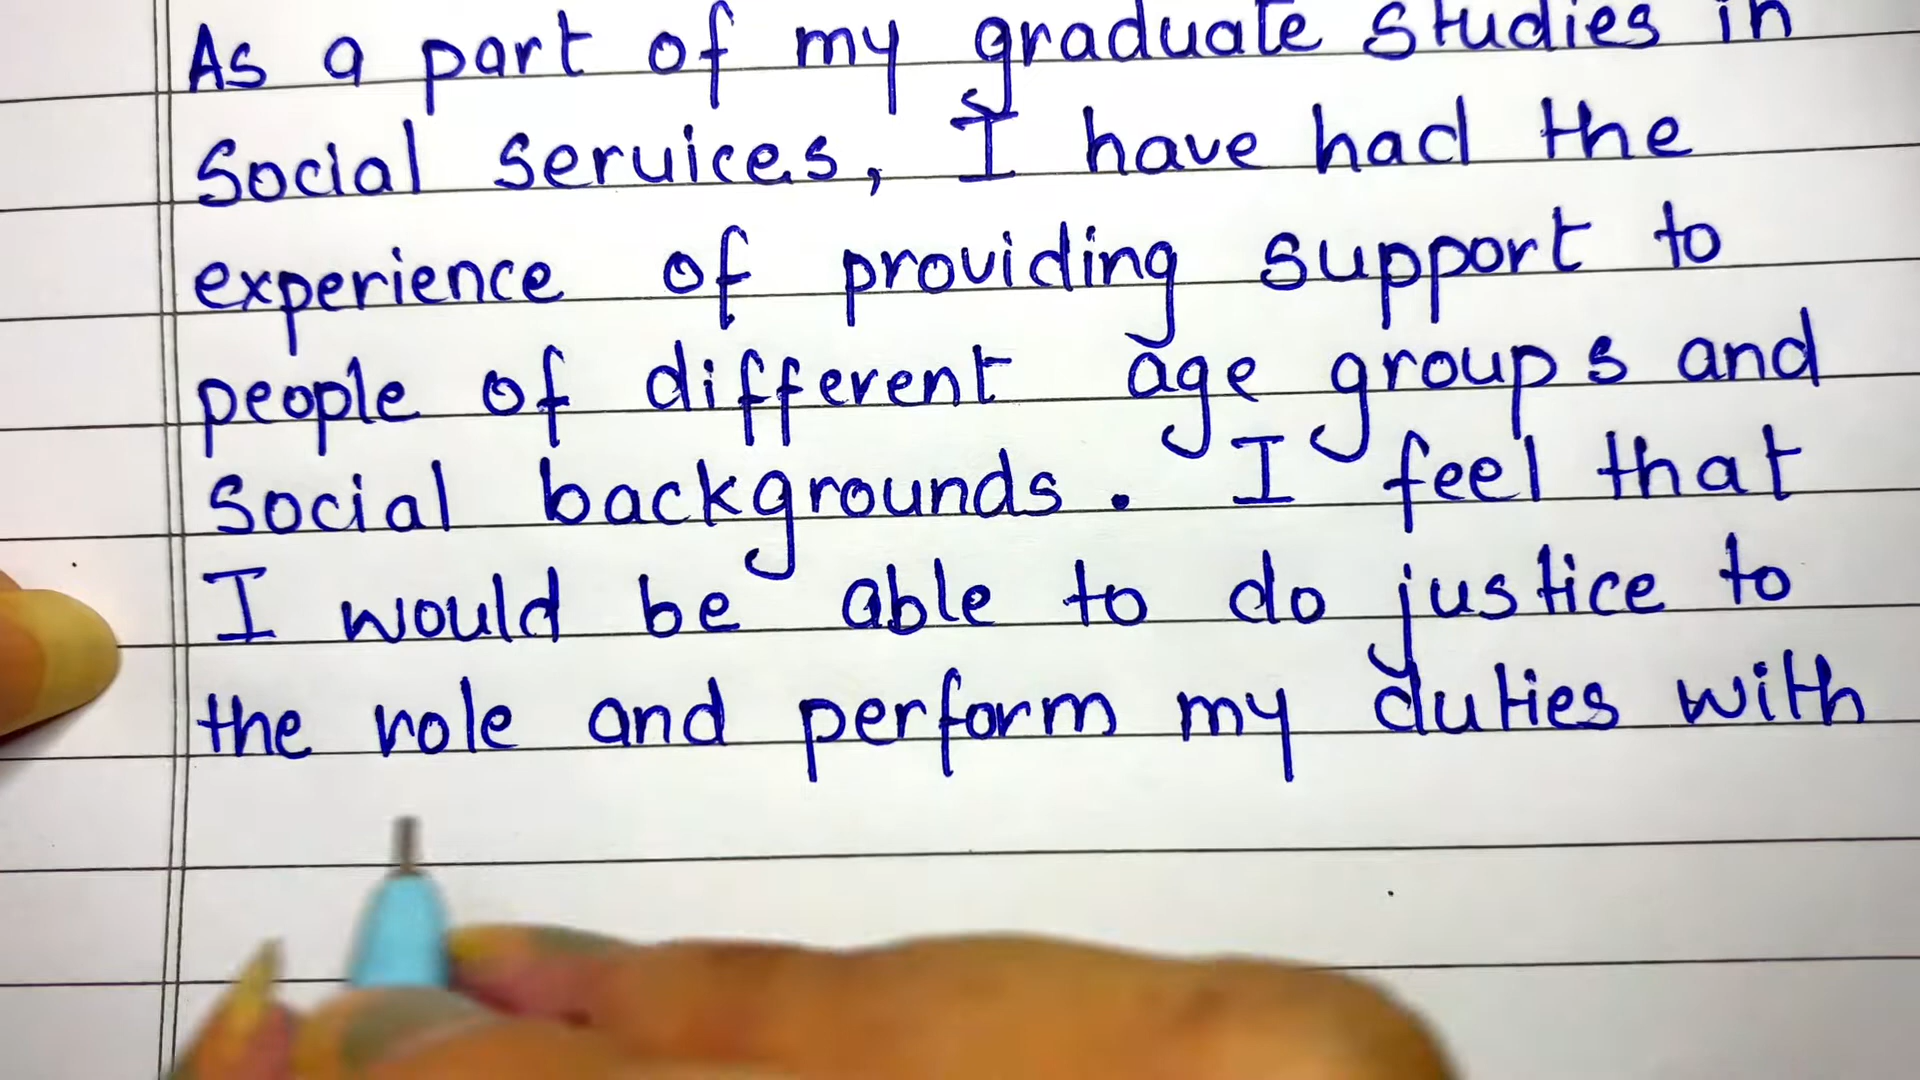 As a part of my graduate studies in
Social services, I have had the
experience of providing support to
people of different age groups and
social backgrounds. I feel that
I would be able to do justice to
the role and perform my duties with